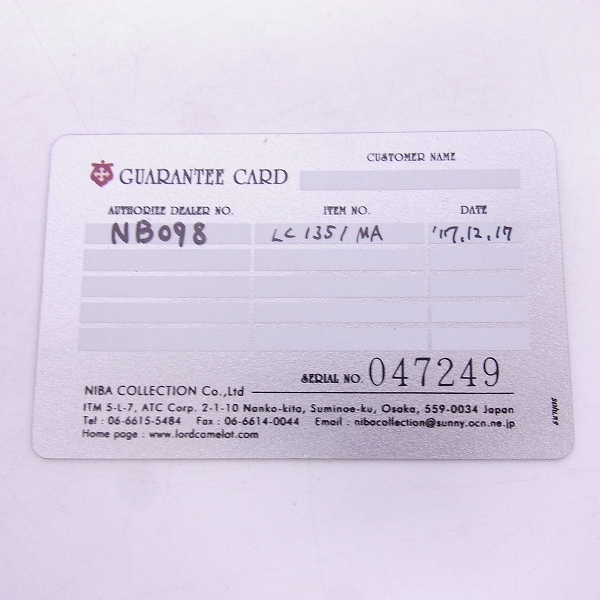 CUSTOMER NAME
GUARANTEE CARD
AUTHORIZE DEALER NO. ITEM NO. DATE
NB098 LC 1351 MA '17.12.17
SERIAL NO. 047249
NIBA COLLECTION Co.,Ltd
ITM 5-L-7, ATC Corp. 2-1-10 Nanko-kita, Suminoe-ku, Osaka, 559-0034 Japan
Tel : 06-6615-5484 Fax : 06-6614-0044 Email : nibacollection@sunny.ocn.ne.jp
Home page : www.lordcamelot.com